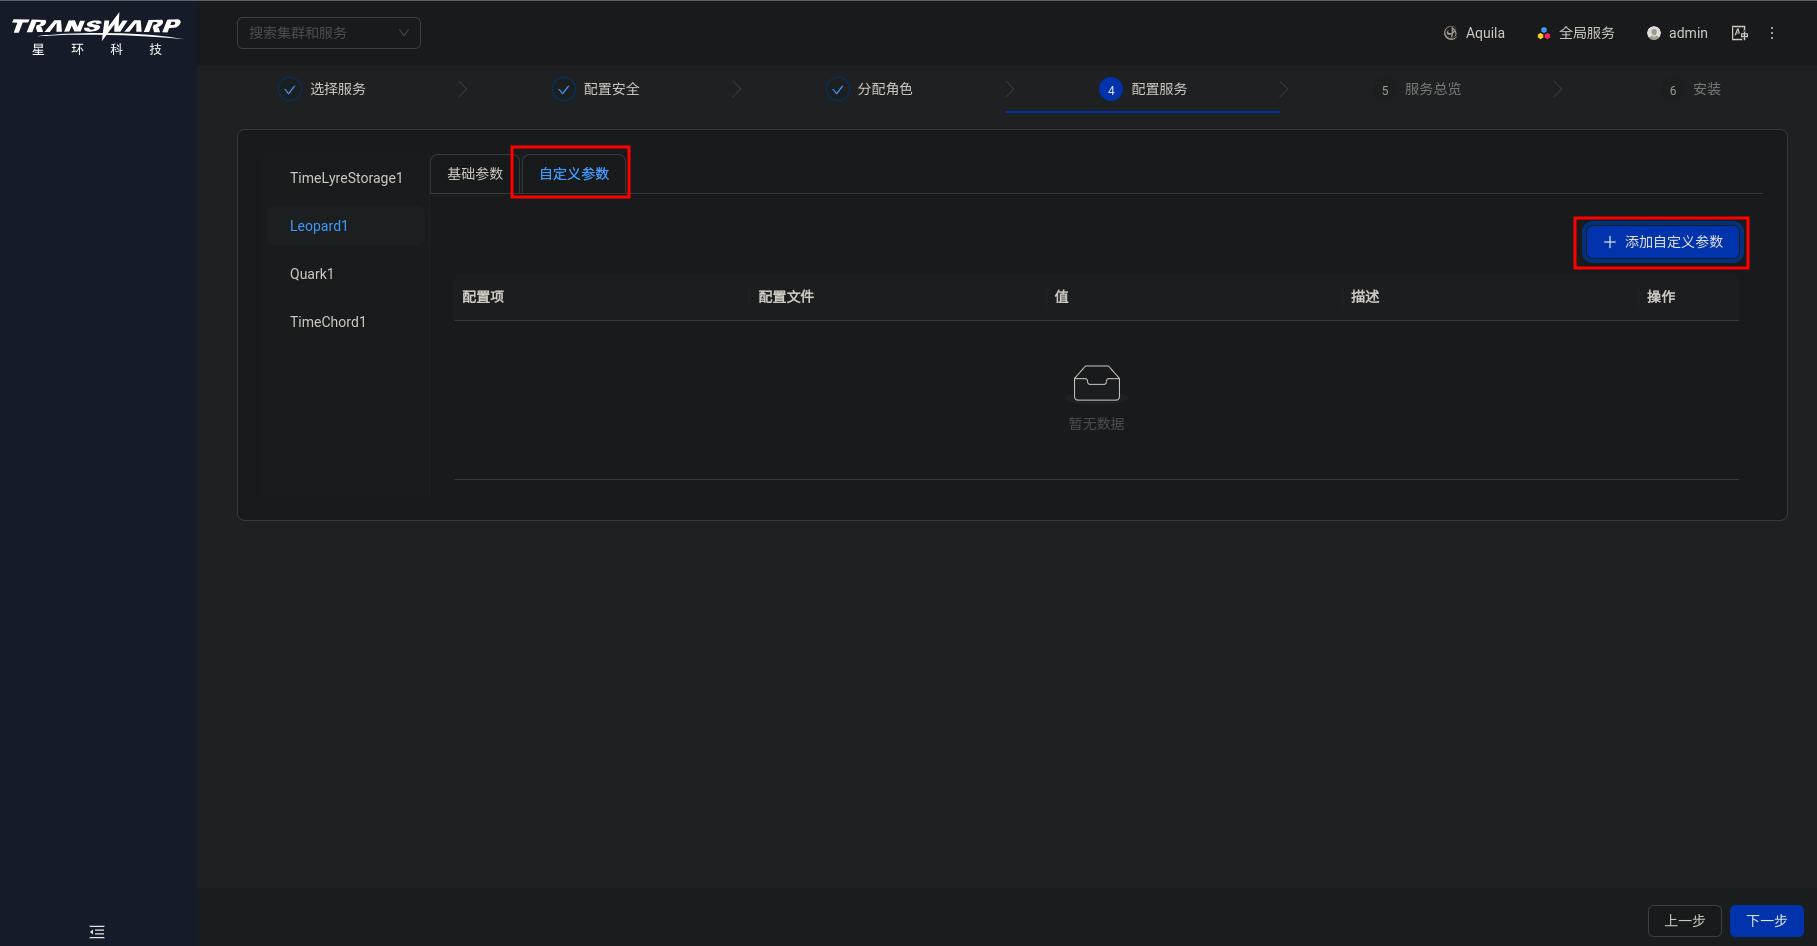 TRANSWARP
星环科技
搜索集群和服务
Aquila
全局服务
admin
选择服务
配置安全
分配角色
4 配置服务
5 服务总览
6 安装
TimeLyreStorage1
Leopard1
Quark1
TimeChord1
基础参数
自定义参数
添加自定义参数
配置项
配置文件
值
描述
操作
暂无数据
上一步
下一步